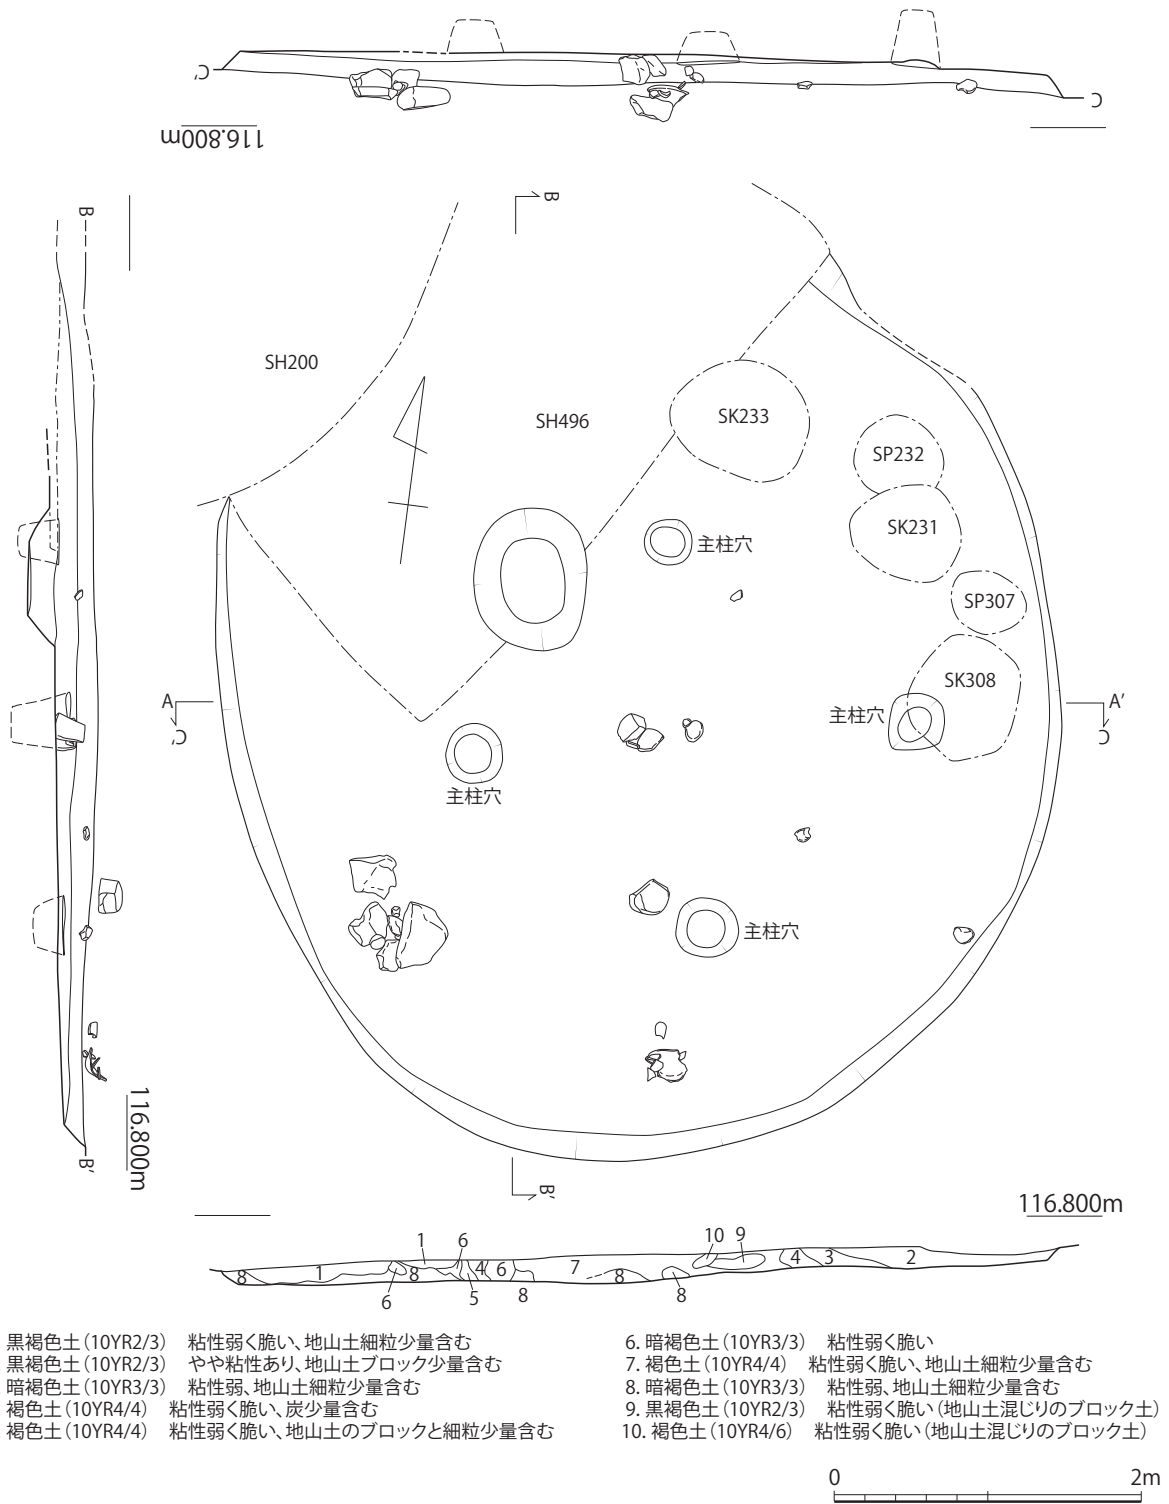 C'
C
116.800m
B
B
SH200
SH496
SK233
SP232
SK231
SP307
SK308
主柱穴
主柱穴
主柱穴
主柱穴
A
C'
A'
C
116.800m
B'
B'
116.800m
1
6
10
9
8
1
8
4
6
7
8
4
3
2
6
5
8
8
黒褐色土(10YR2/3) 粘性弱く脆い、地山土細粒少量含む
黒褐色土(10YR2/3) やや粘性あり、地山土ブロック少量含む
暗褐色土(10YR3/3) 粘性弱、地山土細粒少量含む
褐色土(10YR4/4) 粘性弱く脆い、炭少量含む
褐色土(10YR4/4) 粘性弱く脆い、地山土のブロックと細粒少量含む
6. 暗褐色土(10YR3/3) 粘性弱く脆い
7. 褐色土(10YR4/4) 粘性弱く脆い、地山土細粒少量含む
8. 暗褐色土(10YR3/3) 粘性弱、地山土細粒少量含む
9. 黒褐色土(10YR2/3) 粘性弱く脆い(地山土混じりのブロック土)
10. 褐色土(10YR4/6) 粘性弱く脆い(地山土混じりのブロック土)
0 2m